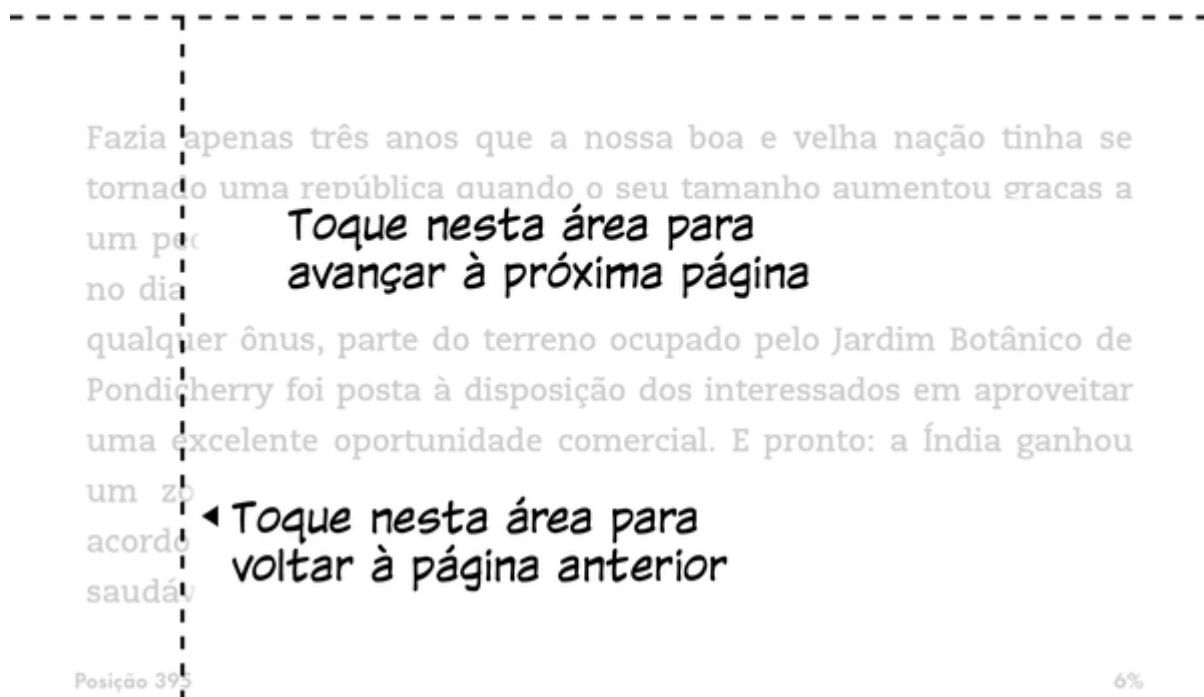 Fazia apenas três anos que a nossa boa e velha nação tinha se
tornado uma república quando o seu tamanho aumentou graças a
um
Toque nesta área para
avançar à próxima página
no dia
qualquer ônus, parte do terreno ocupado pelo Jardim Botânico de
Pondicherry foi posta à disposição dos interessados em aproveitar
uma excelente oportunidade comercial. E pronto: a Índia ganhou
um
Toque nesta área para
voltar à página anterior
acordo
Posição 395
6%